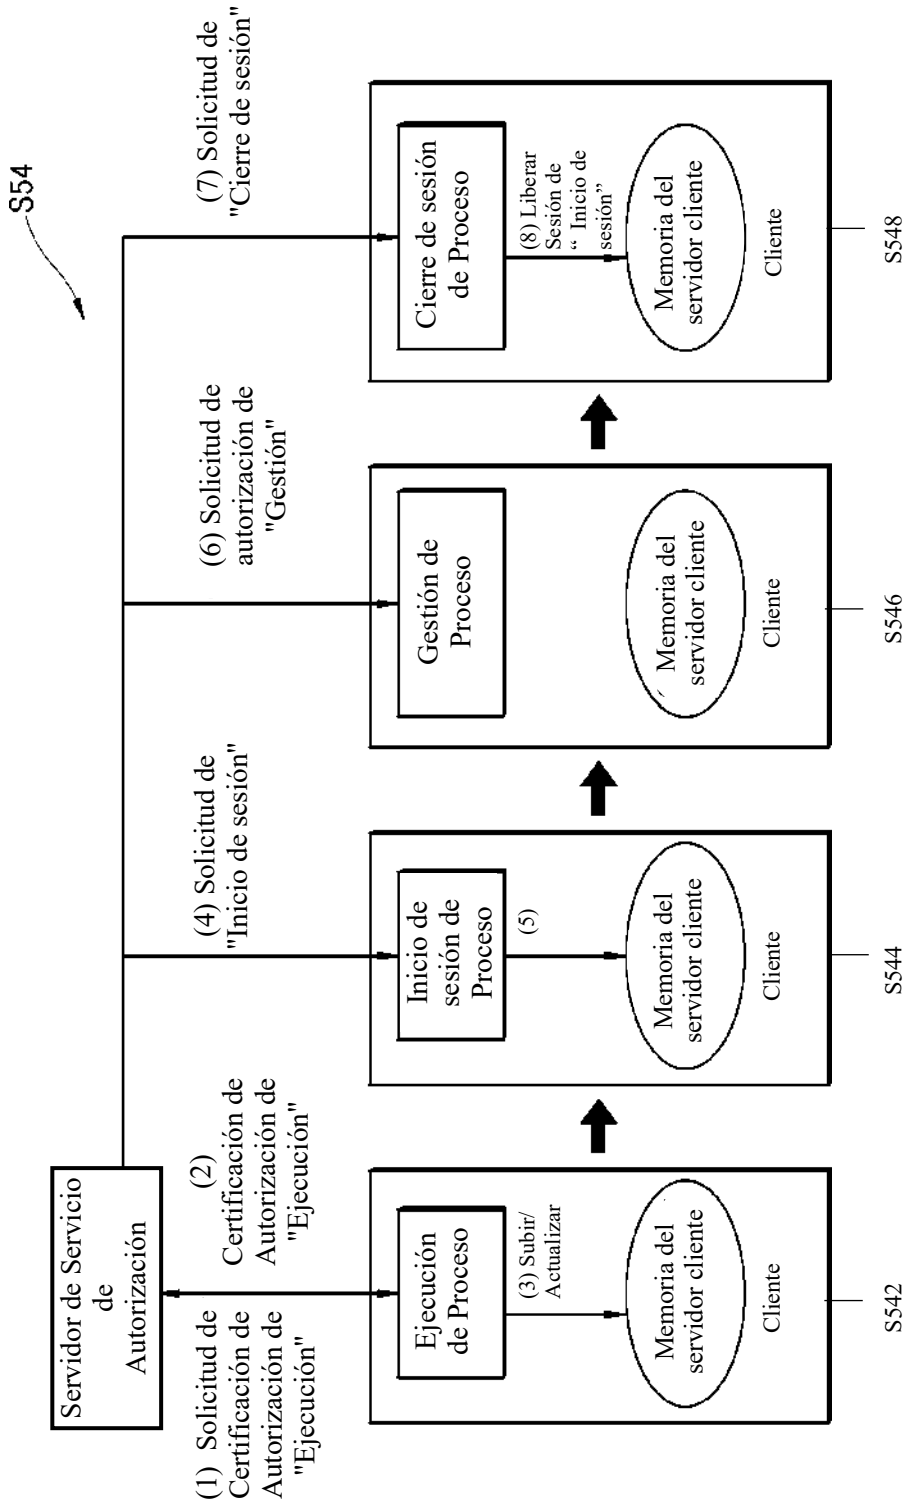 S54
Servidor de Servicio
de
Autorización
(1) Solicitud de
Certificación de
Autorización de
"Ejecución"
(2)
Certificación de
Autorización de
"Ejecución"
(4) Solicitud de
"Inicio de sesión"
(6) Solicitud de
autorización de
"Gestión"
(7) Solicitud de
"Cierre de sesión"
Ejecución
de Proceso
(3) Subir/
Actualizar
Memoria del
servidor cliente
Cliente
S542
Inicio de
sesión de
Proceso
(5)
Memoria del
servidor cliente
Cliente
S544
Gestión de
Proceso
Memoria del
servidor cliente
Cliente
S546
Cierre de sesión
de Proceso
(8) Liberar
Sesión de
“ Inicio de
sesión”
Memoria del
servidor cliente
Cliente
S548